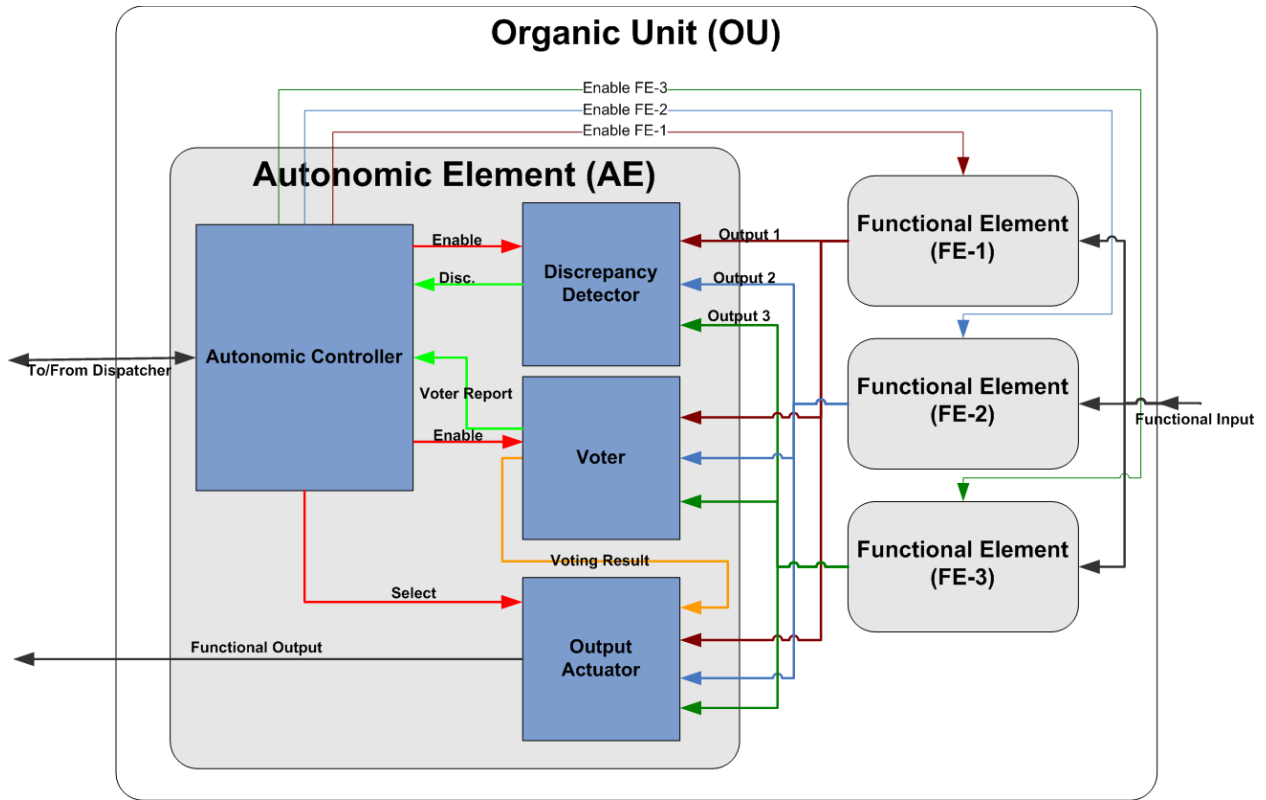 Organic Unit (OU)
Enable FE-3
Enable FE-2
Enable FE-1
Autonomic Element (AE)
Functional Element
(FE-1)
Enable
Output 1
Discrepancy
Detector
Disc.
Output 2
Output 3
Autonomic Controller
To/From Dispatcher
Functional Element
(FE-2)
Voter Report
Functional Input
Enable
Voter
Functional Element
(FE-3)
Voting Result
Select
Output
Actuator
Functional Output